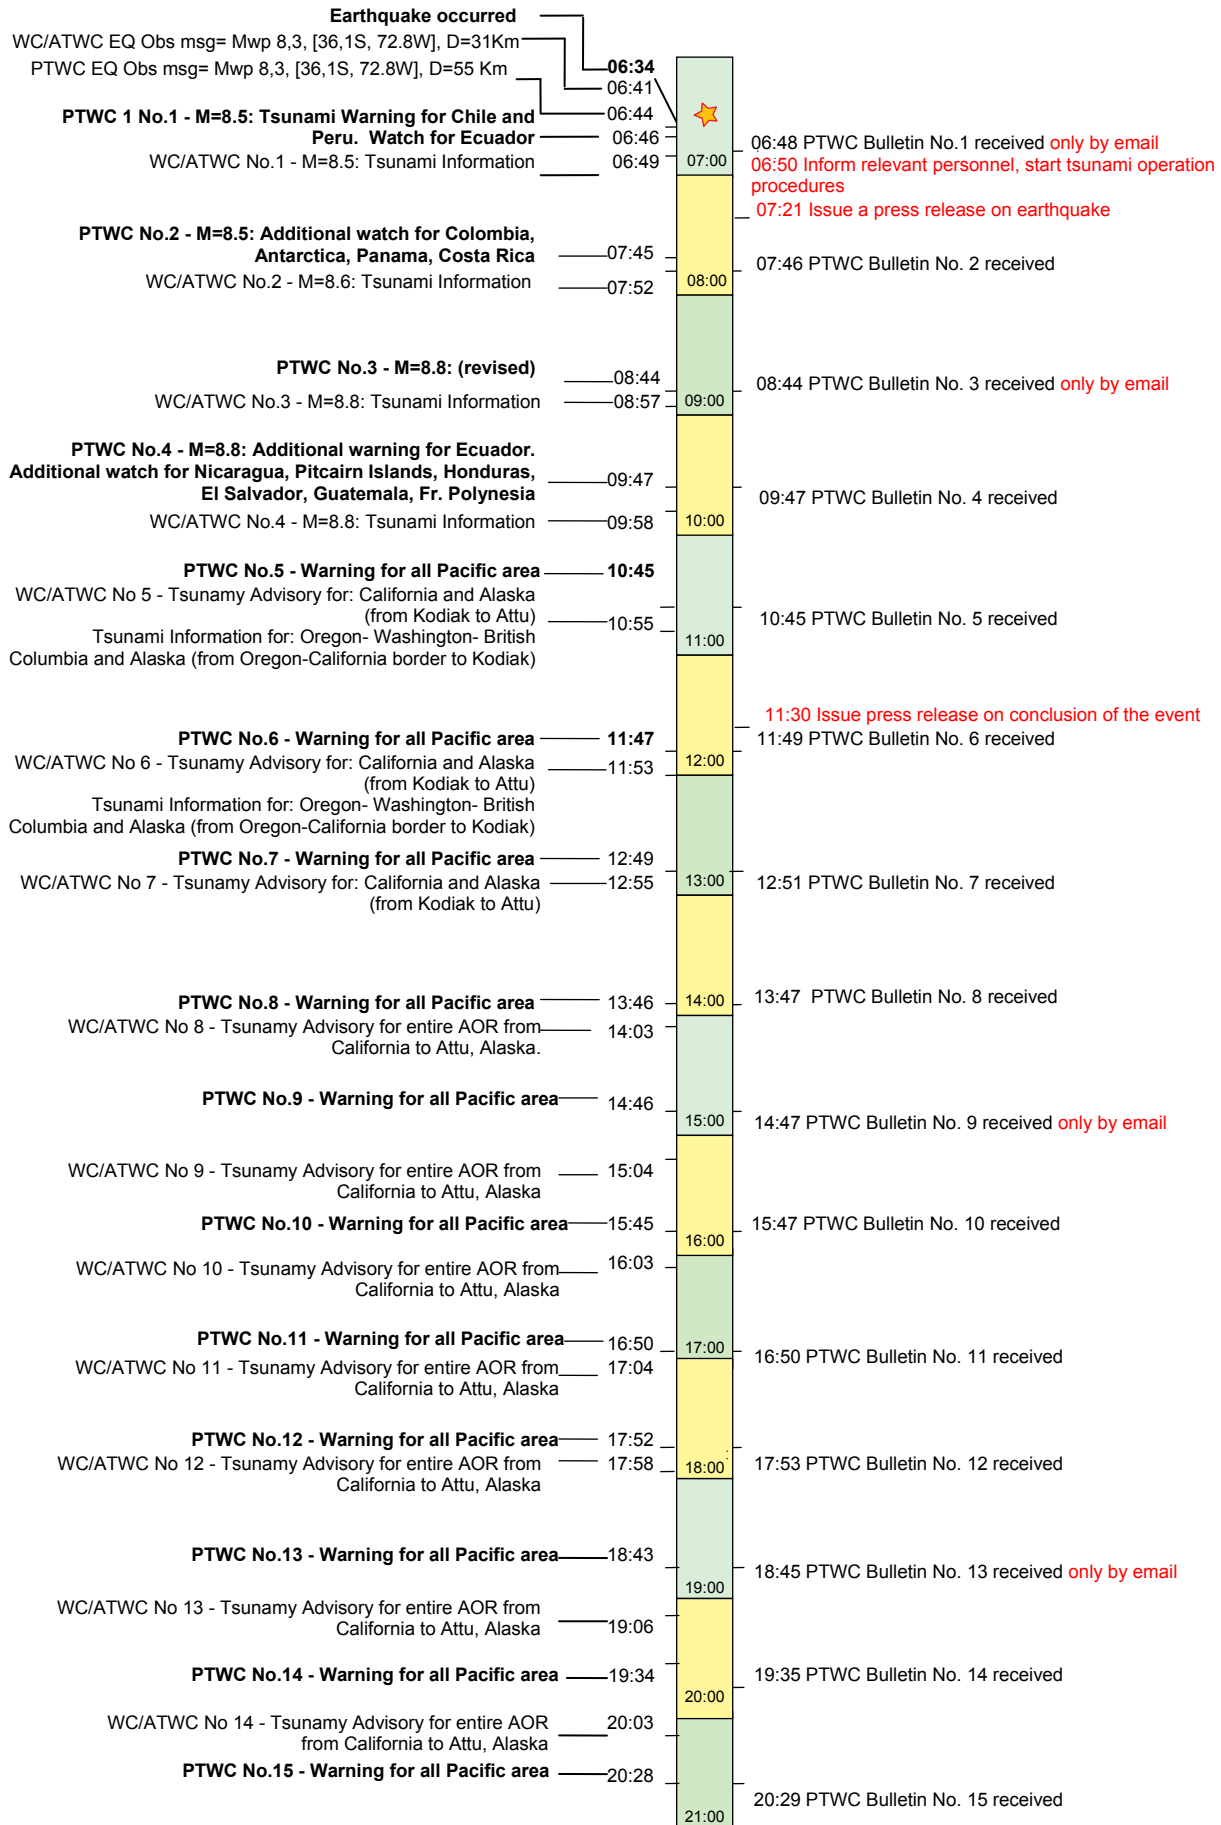 Earthquake occurred
WC/ATWC EQ Obs msg= Mwp 8,3, [36,1S, 72.8W], D=31Km
PTWC EQ Obs msg= Mwp 8,3, [36,1S, 72.8W], D=55 Km
06:34
06:41
06:44
PTWC 1 No.1 - M=8.5: Tsunami Warning for Chile and
Peru. Watch for Ecuador
06:46
WC/ATWC No.1 - M=8.5: Tsunami Information
06:49
07:00
06:48 PTWC Bulletin No.1 received only by email
06:50 Inform relevant personnel, start tsunami operation
procedures
07:21 Issue a press release on earthquake
PTWC No.2 - M=8.5: Additional watch for Colombia,
Antarctica, Panama, Costa Rica
07:45
WC/ATWC No.2 - M=8.6: Tsunami Information
07:52
08:00
07:46 PTWC Bulletin No. 2 received
PTWC No.3 - M=8.8: (revised)
08:44
WC/ATWC No.3 - M=8.8: Tsunami Information
08:57
09:00
08:44 PTWC Bulletin No. 3 received only by email
PTWC No.4 - M=8.8: Additional warning for Ecuador.
Additional watch for Nicaragua, Pitcairn Islands, Honduras,
El Salvador, Guatemala, Fr. Polynesia
09:47
WC/ATWC No.4 - M=8.8: Tsunami Information
09:58
10:00
09:47 PTWC Bulletin No. 4 received
PTWC No.5 - Warning for all Pacific area
10:45
WC/ATWC No 5 - Tsunamy Advisory for: California and Alaska
(from Kodiak to Attu)
10:55
Tsunami Information for: Oregon- Washington- British
Columbia and Alaska (from Oregon-California border to Kodiak)
11:00
10:45 PTWC Bulletin No. 5 received
11:30 Issue press release on conclusion of the event
PTWC No.6 - Warning for all Pacific area
11:47
11:49 PTWC Bulletin No. 6 received
WC/ATWC No 6 - Tsunamy Advisory for: California and Alaska
(from Kodiak to Attu)
11:53
12:00
Tsunami Information for: Oregon- Washington- British
Columbia and Alaska (from Oregon-California border to Kodiak)
PTWC No.7 - Warning for all Pacific area
12:49
WC/ATWC No 7 - Tsunamy Advisory for: California and Alaska
(from Kodiak to Attu)
12:55
13:00
12:51 PTWC Bulletin No. 7 received
PTWC No.8 - Warning for all Pacific area
13:46
14:00
13:47 PTWC Bulletin No. 8 received
WC/ATWC No 8 - Tsunamy Advisory for entire AOR from
California to Attu, Alaska.
14:03
PTWC No.9 - Warning for all Pacific area
14:46
15:00
14:47 PTWC Bulletin No. 9 received only by email
WC/ATWC No 9 - Tsunamy Advisory for entire AOR from
California to Attu, Alaska
15:04
PTWC No.10 - Warning for all Pacific area
15:45
16:00
15:47 PTWC Bulletin No. 10 received
WC/ATWC No 10 - Tsunamy Advisory for entire AOR from
California to Attu, Alaska
16:03
PTWC No.11 - Warning for all Pacific area
16:50
17:00
16:50 PTWC Bulletin No. 11 received
WC/ATWC No 11 - Tsunamy Advisory for entire AOR from
California to Attu, Alaska
17:04
PTWC No.12 - Warning for all Pacific area
17:52
WC/ATWC No 12 - Tsunamy Advisory for entire AOR from
California to Attu, Alaska
17:58
18:00
17:53 PTWC Bulletin No. 12 received
PTWC No.13 - Warning for all Pacific area
18:43
19:00
18:45 PTWC Bulletin No. 13 received only by email
WC/ATWC No 13 - Tsunamy Advisory for entire AOR from
California to Attu, Alaska
19:06
PTWC No.14 - Warning for all Pacific area
19:34
20:00
19:35 PTWC Bulletin No. 14 received
WC/ATWC No 14 - Tsunamy Advisory for entire AOR
from California to Attu, Alaska
20:03
PTWC No.15 - Warning for all Pacific area
20:28
21:00
20:29 PTWC Bulletin No. 15 received